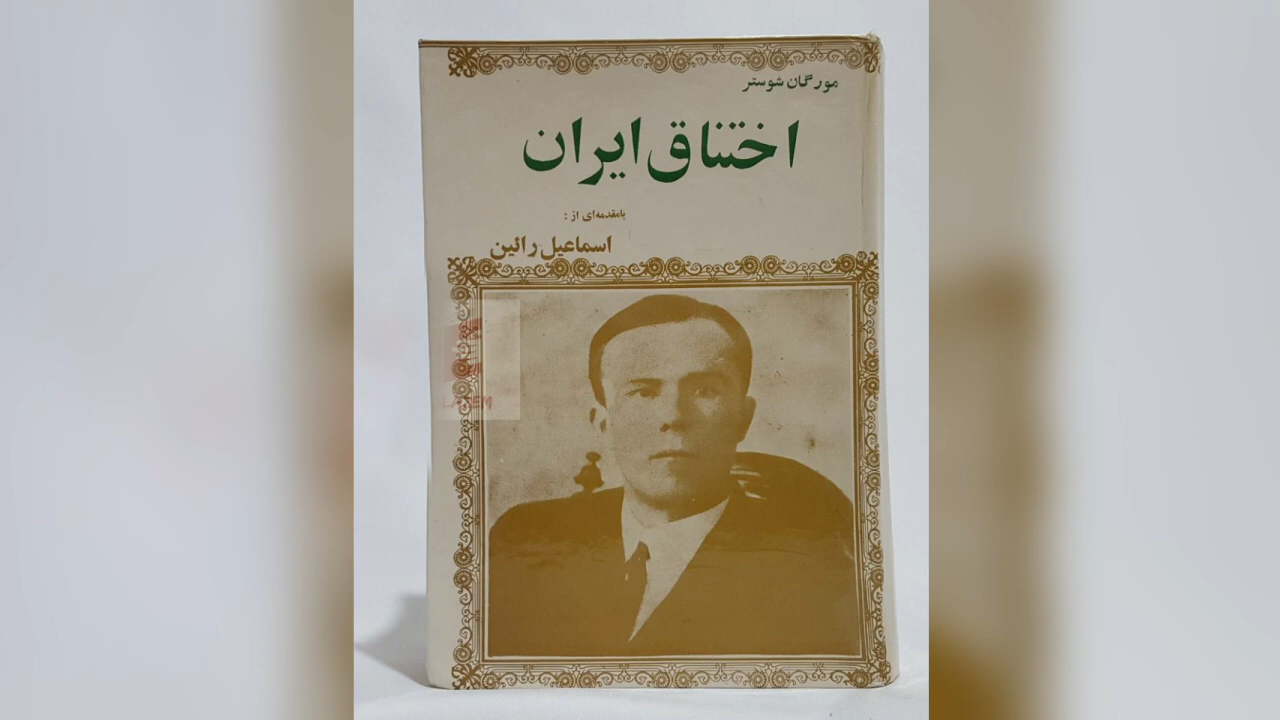 مورگان شوستر
اختناق ایران
بامقدمه‌ای از :
اسماعیل رائین